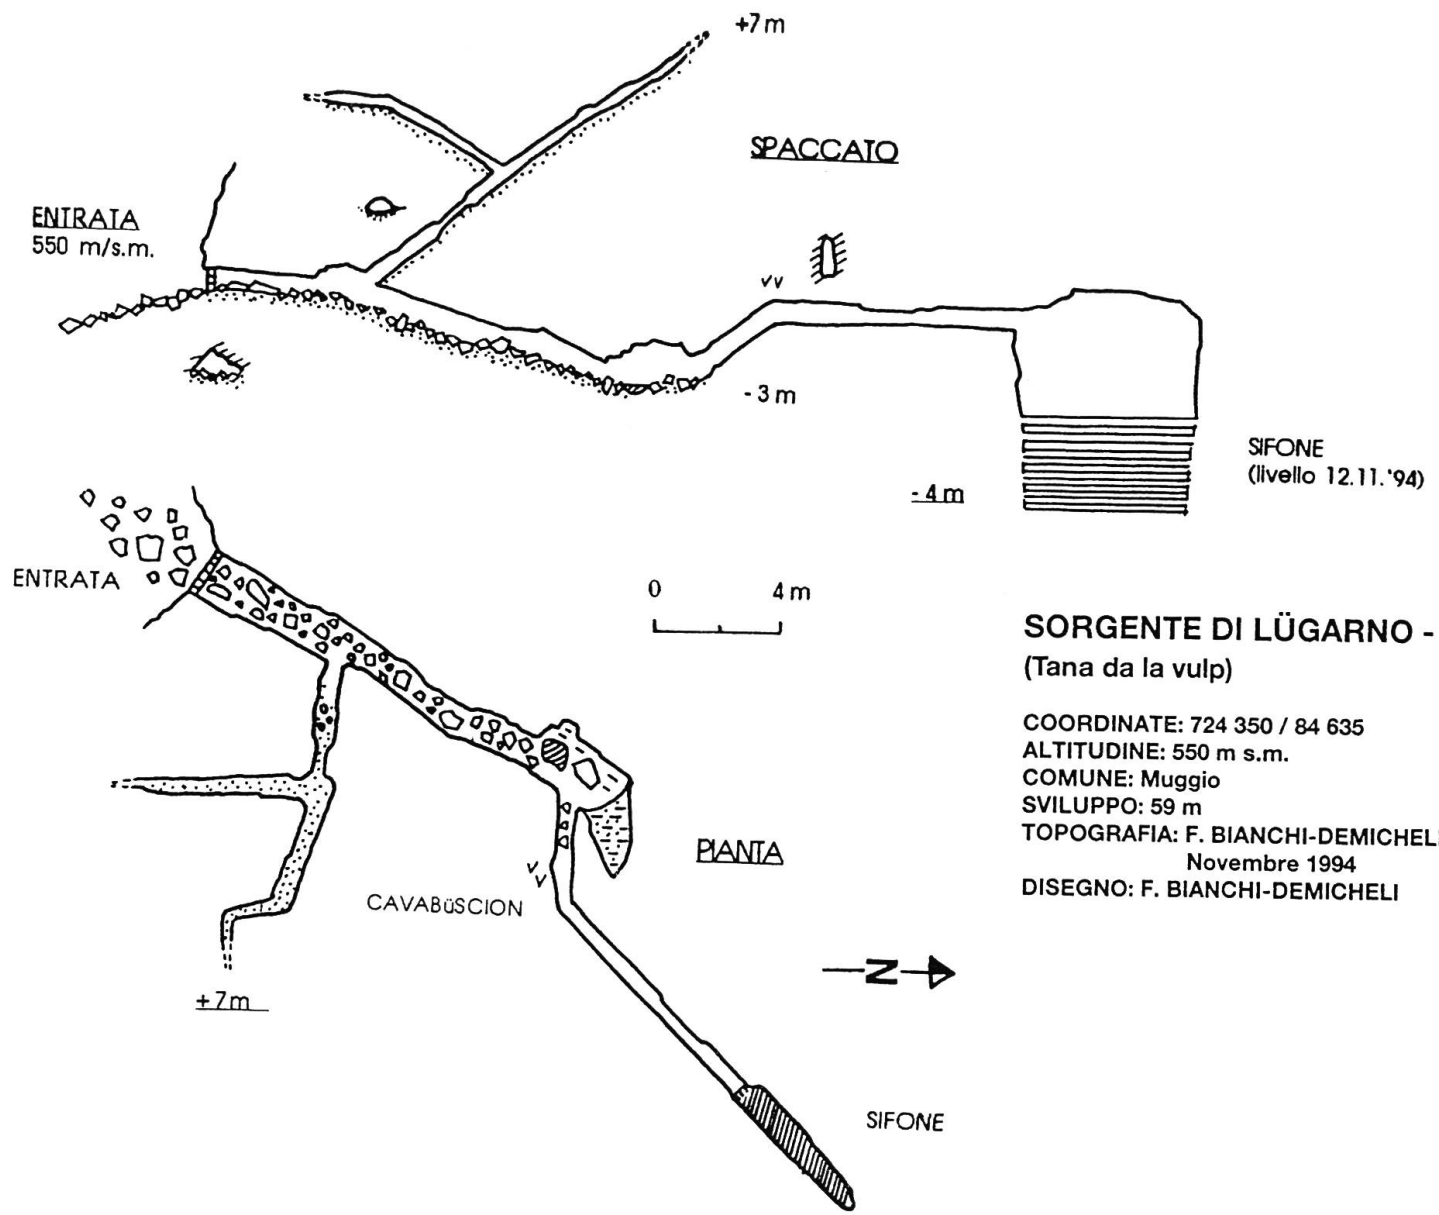 +7 m
SPACCATO
ENTRATA
550 m/s.m.
- 3 m
SIFONE
(livello 12.11.'94)
- 4 m
ENTRATA
0 4 m
SORGENTE DI LÜGARNO -
(Tana da la vulp)
COORDINATE: 724 350 / 84 635
ALTITUDINE: 550 m s.m.
COMUNE: Muggio
SVILUPPO: 59 m
TOPOGRAFIA: F. BIANCHI-DEMICHELI
Novembre 1994
DISEGNO: F. BIANCHI-DEMICHELI
PIANTA
CAVABüSCION
N
+7 m
SIFONE